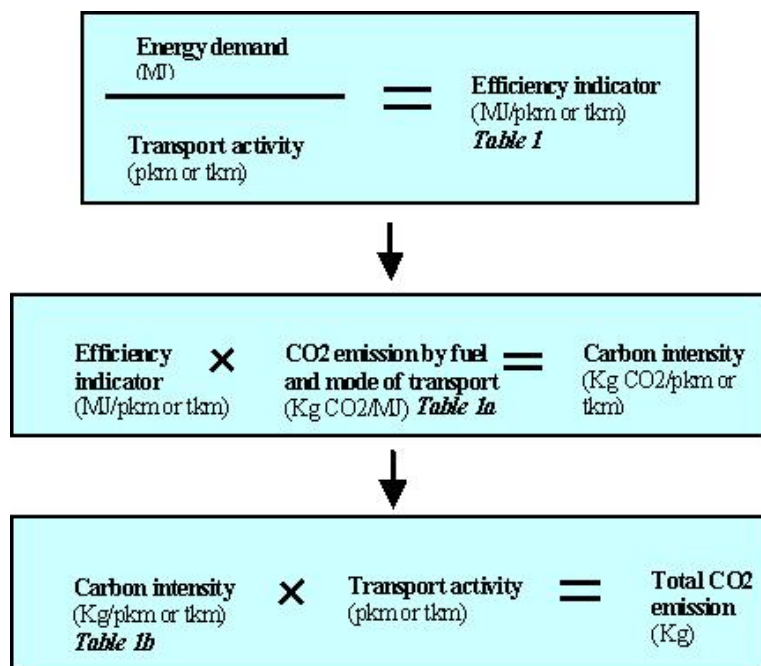 Energy demand
(MJ)
=
Efficiency indicator
(MJ/pkm or tkm)
Table 1
Transport activity
(pkm or tkm)
Efficiency
indicator
(MJ/pkm or tkm)
×
CO2 emission by fuel
and mode of transport
(Kg CO2/MJ) Table 1a
=
Carbon intensity
(Kg CO2/pkm or
tkm)
Carbon intensity
(Kg/pkm or tkm)
Table 1b
×
Transport activity
(pkm or tkm)
=
Total CO2
emission
(Kg)